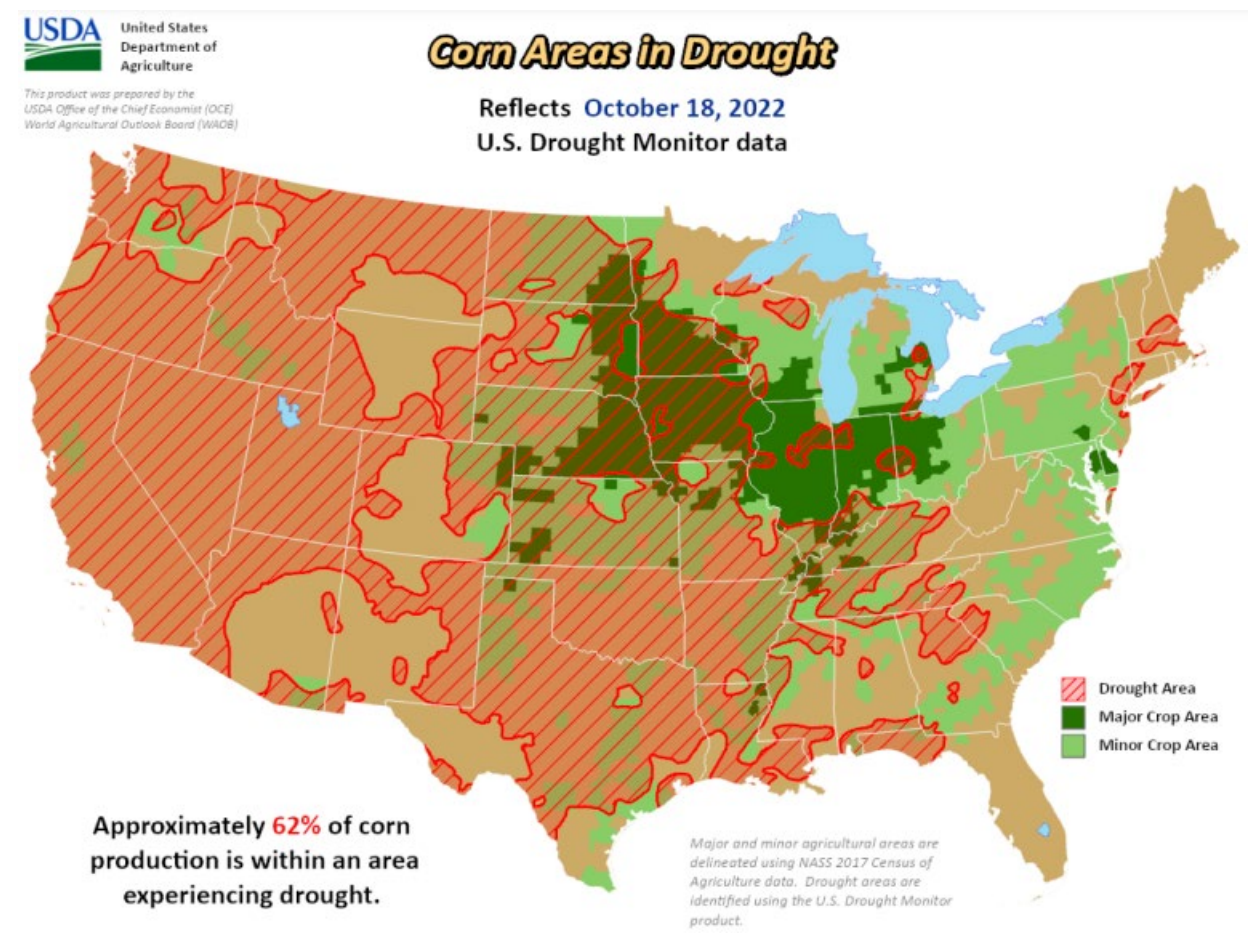 USDA
United States
Department of
Agriculture
This product was prepared by the
USDA Office of the Chief Economist (OCE)
World Agricultural Outlook Board (WAOB)
Corn Areas in Drought
Reflects October 18, 2022
U.S. Drought Monitor data
Drought Area
Major Crop Area
Minor Crop Area
Approximately 62% of corn
production is within an area
experiencing drought.
Major and minor agricultural areas are
delineated using NASS 2017 Census of
Agriculture data. Drought areas are
identified using the U.S. Drought Monitor
product.